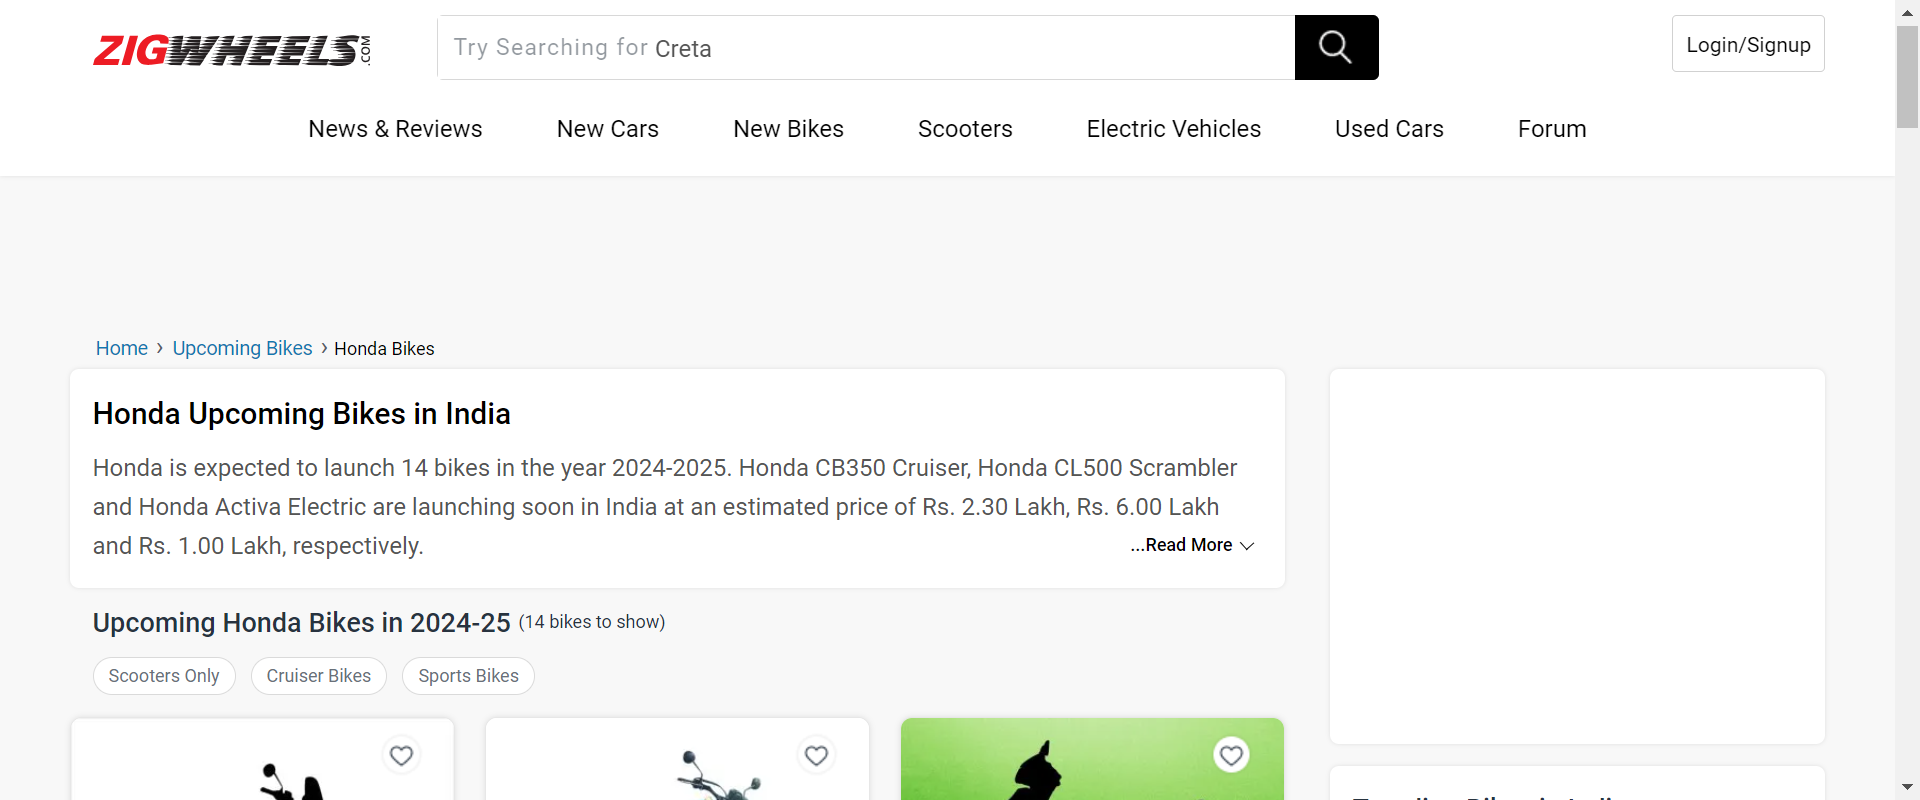 ZIGWHEELS.COM
Try Searching for Creta
Login/Signup
News & Reviews
New Cars
New Bikes
Scooters
Electric Vehicles
Used Cars
Forum
Home › Upcoming Bikes › Honda Bikes
Honda Upcoming Bikes in India
Honda is expected to launch 14 bikes in the year 2024-2025. Honda CB350 Cruiser, Honda CL500 Scrambler
and Honda Activa Electric are launching soon in India at an estimated price of Rs. 2.30 Lakh, Rs. 6.00 Lakh
and Rs. 1.00 Lakh, respectively.
...Read More
Upcoming Honda Bikes in 2024-25 (14 bikes to show)
Scooters Only
Cruiser Bikes
Sports Bikes